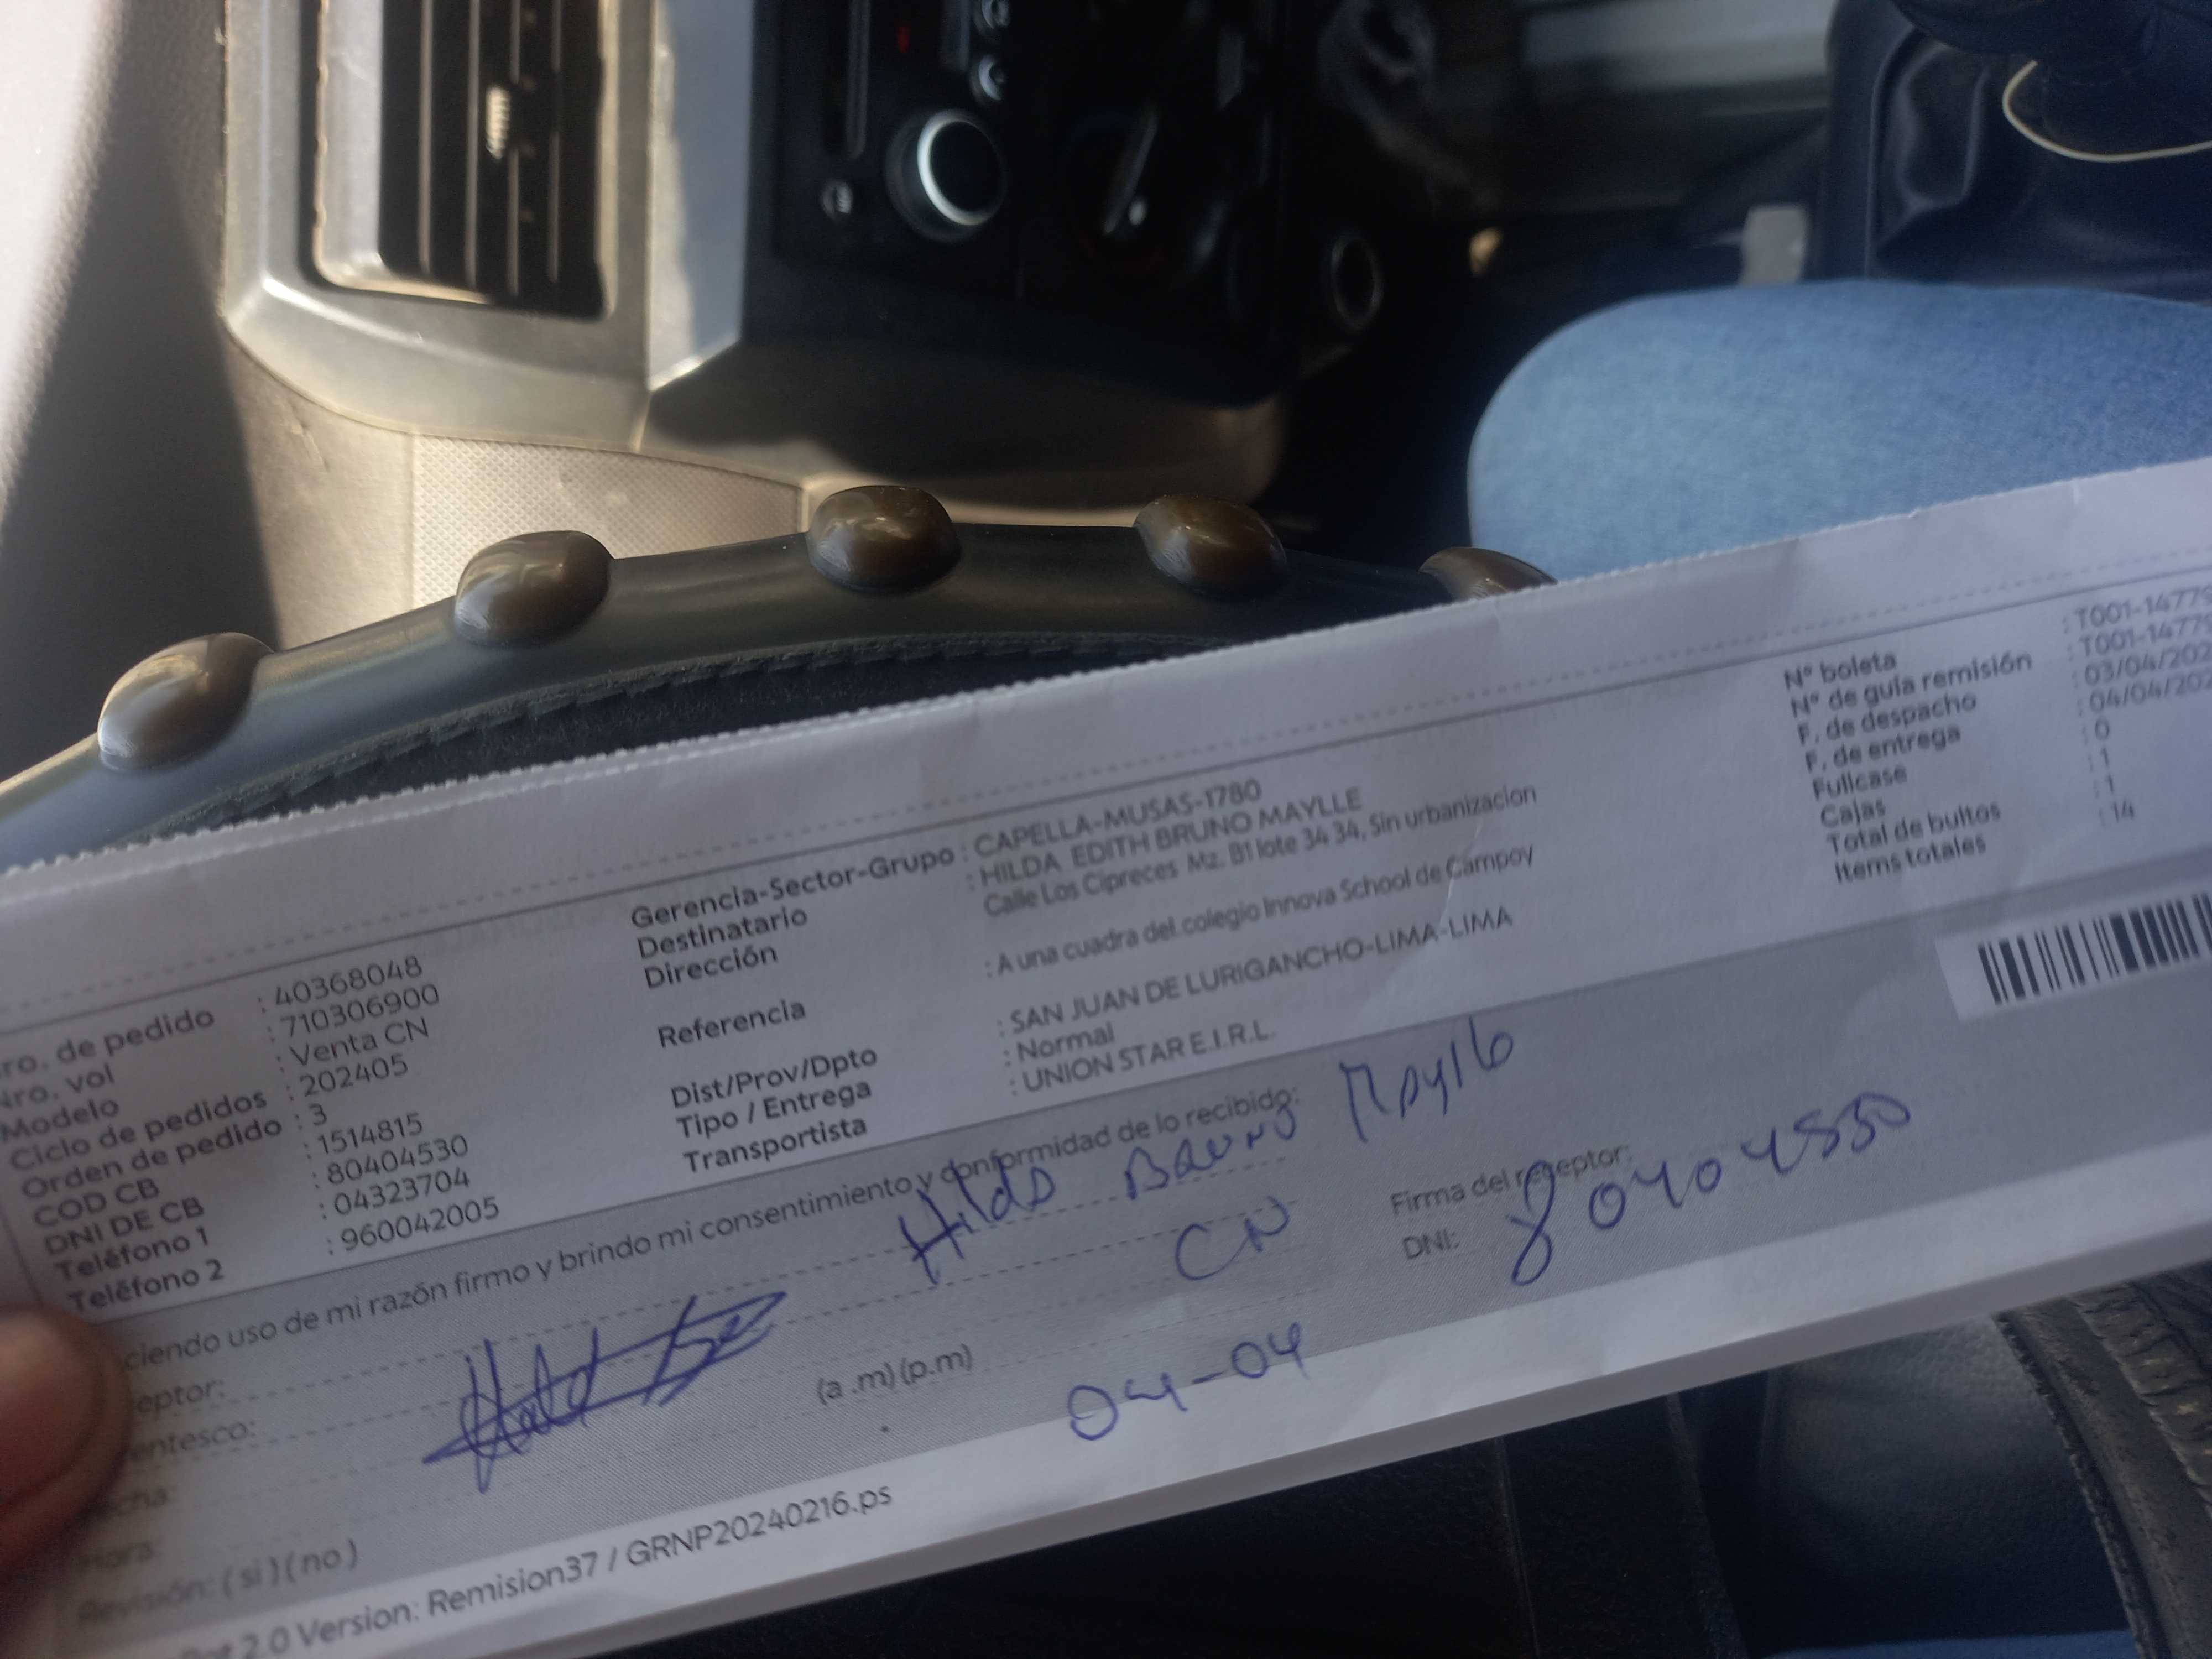 ro. de pedido : 40368048
Nro. vol : 710306900
Modelo : Venta CN
Ciclo de pedidos : 202405
Orden de pedido : 3
COD CB : 1514815
DNI DE CB : 80404530
Teléfono 1 : 04323704
Teléfono 2 : 960042005
Gerencia-Sector-Grupo : CAPELLA-MUSAS-1780
Destinatario : HILDA EDITH BRUNO MAYLLE
Dirección Calle Los Cipreces Mz. B1 lote 34 34, Sin urbanizacion
Referencia : A una cuadra del colegio Innova School de Campoy
Dist/Prov/Dpto : SAN JUAN DE LURIGANCHO-LIMA-LIMA
Tipo / Entrega : Normal
Transportista : UNION STAR E.I.R.L.
N° boleta : T001-1477
N° de guía remisión : T001-1477
F. de despacho : 03/04/202
F. de entrega : 04/04/202
Fullcase : 0
Cajas : 1
Total de bultos : 1
Items totales : 14
ciendo uso de mi razón firmo y brindo mi consentimiento y conformidad de lo recibido:
eptor: Hilda Bruno
entesco: CN
Firma del receptor:
DNI: 80404530
echa: 04-04
Hora: (a .m) (p.m)
Revisión: ( si ) ( no )
2 0 Version: Remision37 / GRNP20240216.ps